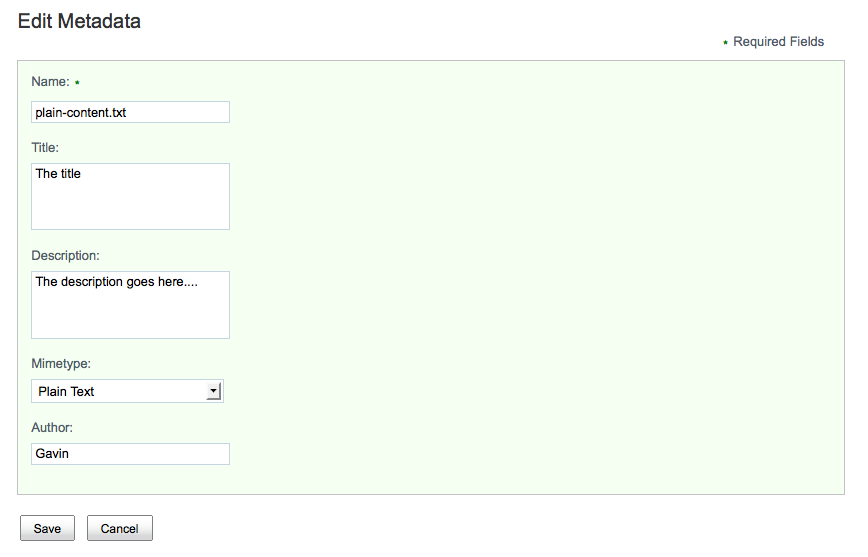 Edit Metadata
* Required Fields
Name: *
plain-content.txt
Title:
The title
Description:
The description goes here....
Mimetype:
Plain Text
Author:
Gavin
Save Cancel